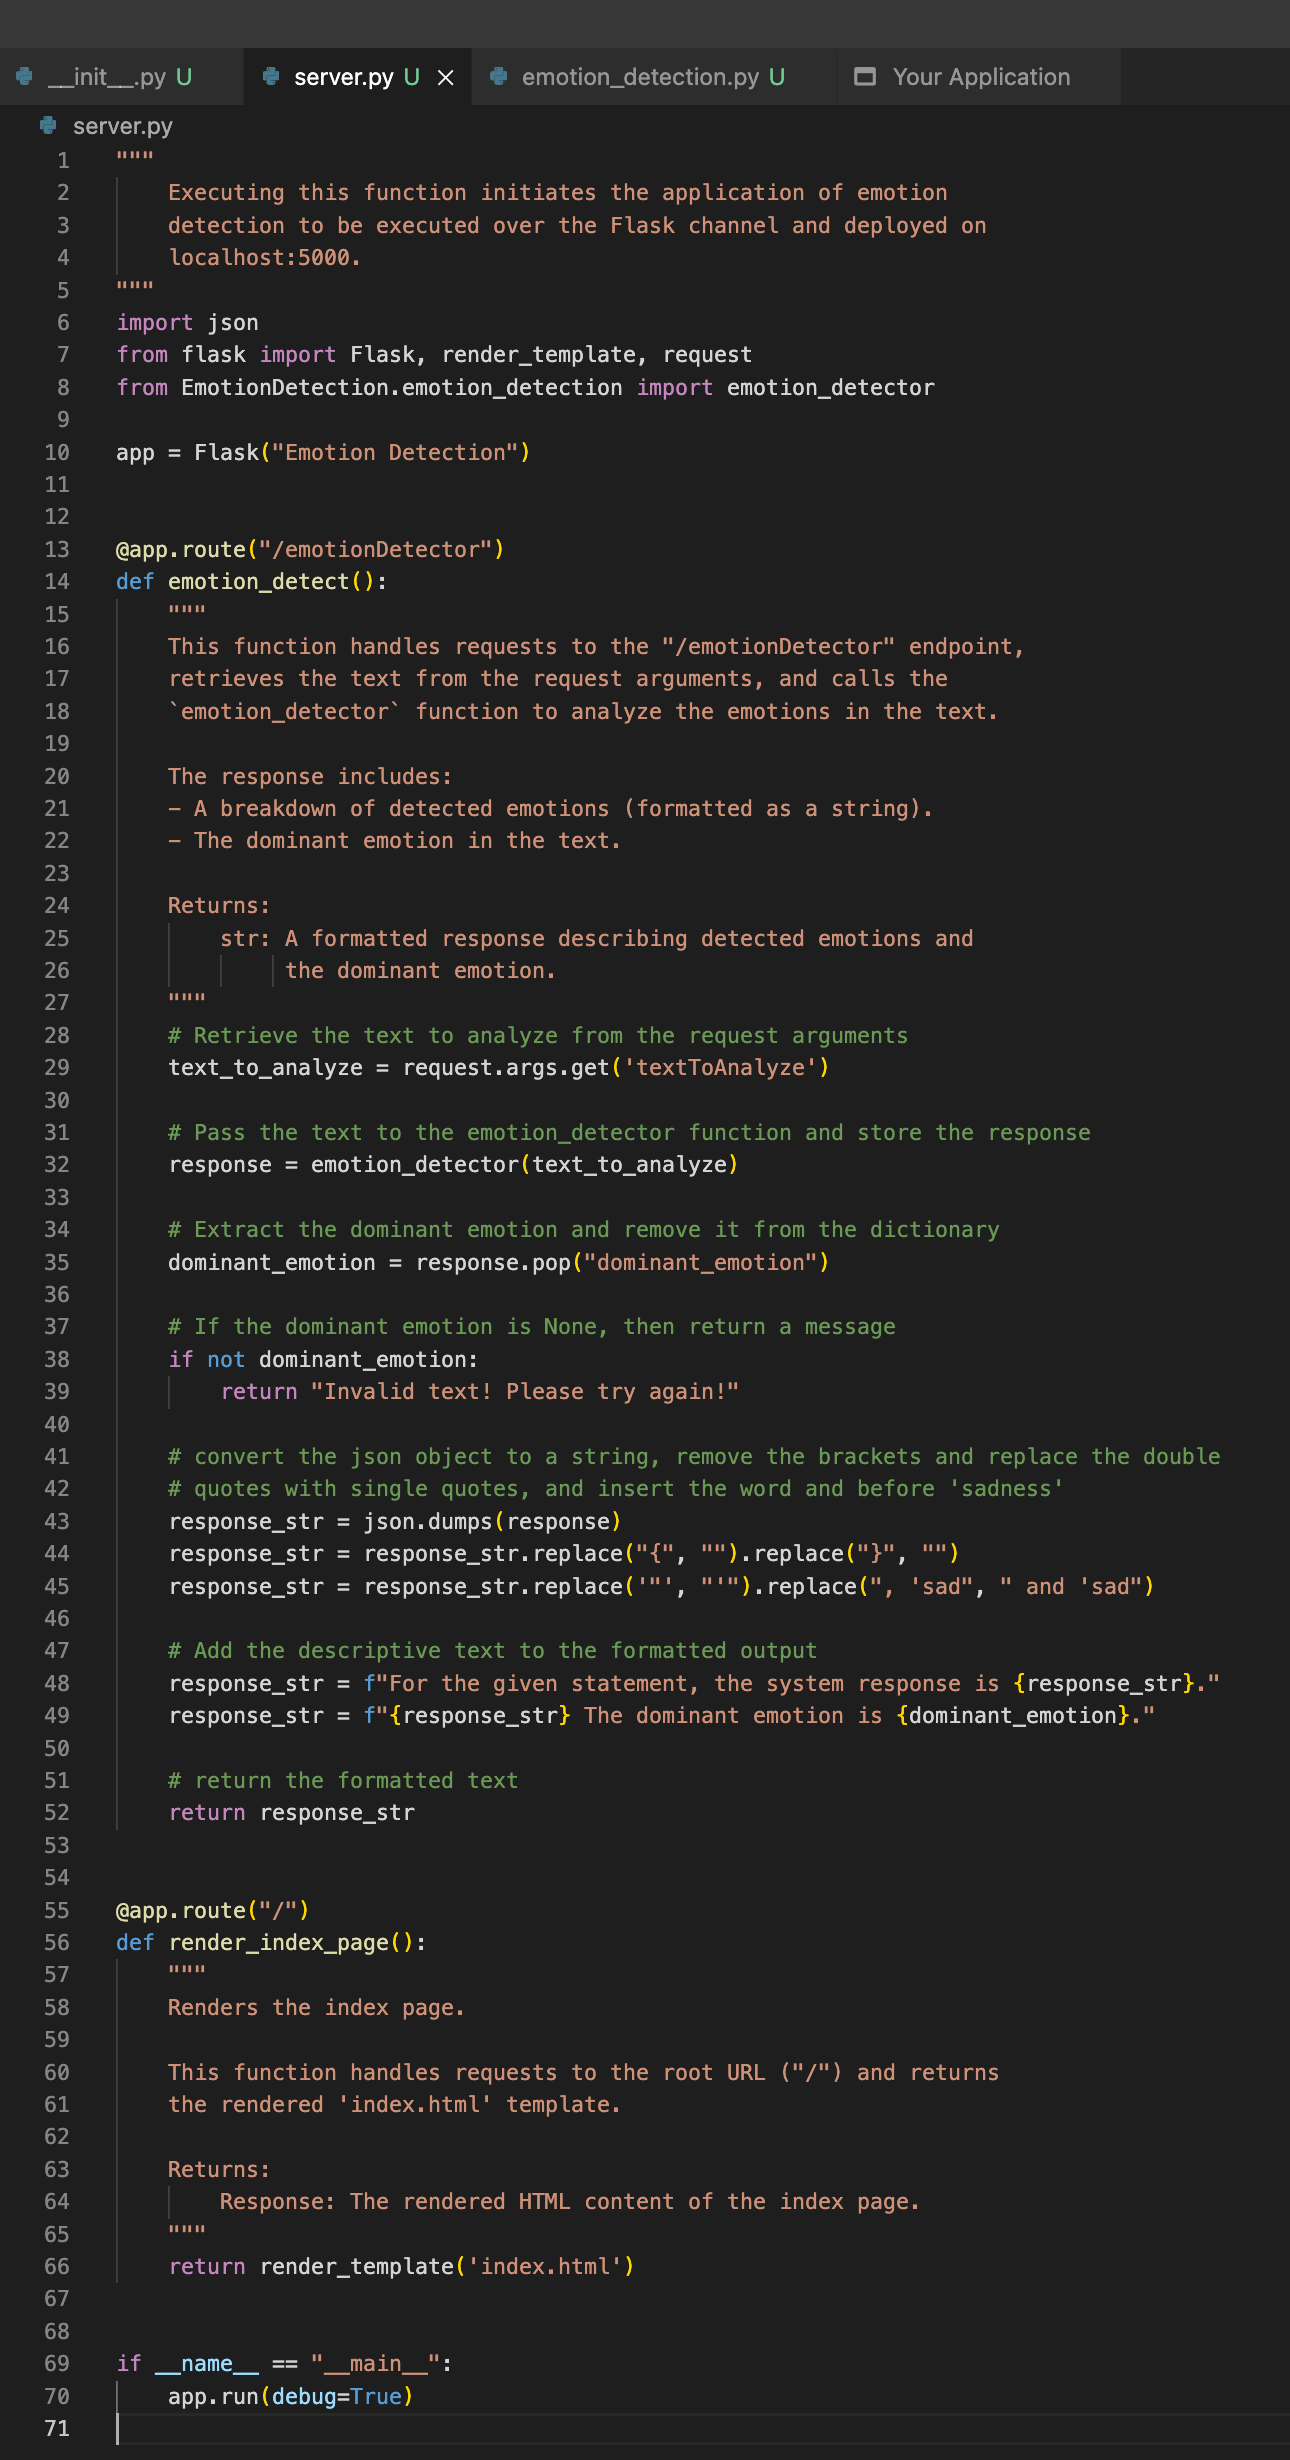 __init__.py U
server.py U
emotion_detection.py U
Your Application
server.py
1 """
2     Executing this function initiates the application of emotion
3     detection to be executed over the Flask channel and deployed on
4     localhost:5000.
5 """
6 import json
7 from flask import Flask, render_template, request
8 from EmotionDetection.emotion_detection import emotion_detector
9
10 app = Flask("Emotion Detection")
11
12
13 @app.route("/emotionDetector")
14 def emotion_detect():
15     """
16     This function handles requests to the "/emotionDetector" endpoint,
17     retrieves the text from the request arguments, and calls the
18     `emotion_detector` function to analyze the emotions in the text.
19
20     The response includes:
21     - A breakdown of detected emotions (formatted as a string).
22     - The dominant emotion in the text.
23
24     Returns:
25         str: A formatted response describing detected emotions and
26              the dominant emotion.
27     """
28     # Retrieve the text to analyze from the request arguments
29     text_to_analyze = request.args.get('textToAnalyze')
30
31     # Pass the text to the emotion_detector function and store the response
32     response = emotion_detector(text_to_analyze)
33
34     # Extract the dominant emotion and remove it from the dictionary
35     dominant_emotion = response.pop("dominant_emotion")
36
37     # If the dominant emotion is None, then return a message
38     if not dominant_emotion:
39         return "Invalid text! Please try again!"
40
41     # convert the json object to a string, remove the brackets and replace the double
42     # quotes with single quotes, and insert the word and before 'sadness'
43     response_str = json.dumps(response)
44     response_str = response_str.replace("{", "").replace("}", "")
45     response_str = response_str.replace('"', "'").replace(", 'sad", " and 'sad")
46
47     # Add the descriptive text to the formatted output
48     response_str = f"For the given statement, the system response is {response_str}."
49     response_str = f"{response_str} The dominant emotion is {dominant_emotion}."
50
51     # return the formatted text
52     return response_str
53
54
55 @app.route("/")
56 def render_index_page():
57     """
58     Renders the index page.
59
60     This function handles requests to the root URL ("/") and returns
61     the rendered 'index.html' template.
62
63     Returns:
64         Response: The rendered HTML content of the index page.
65     """
66     return render_template('index.html')
67
68
69 if __name__ == "__main__":
70     app.run(debug=True)
71